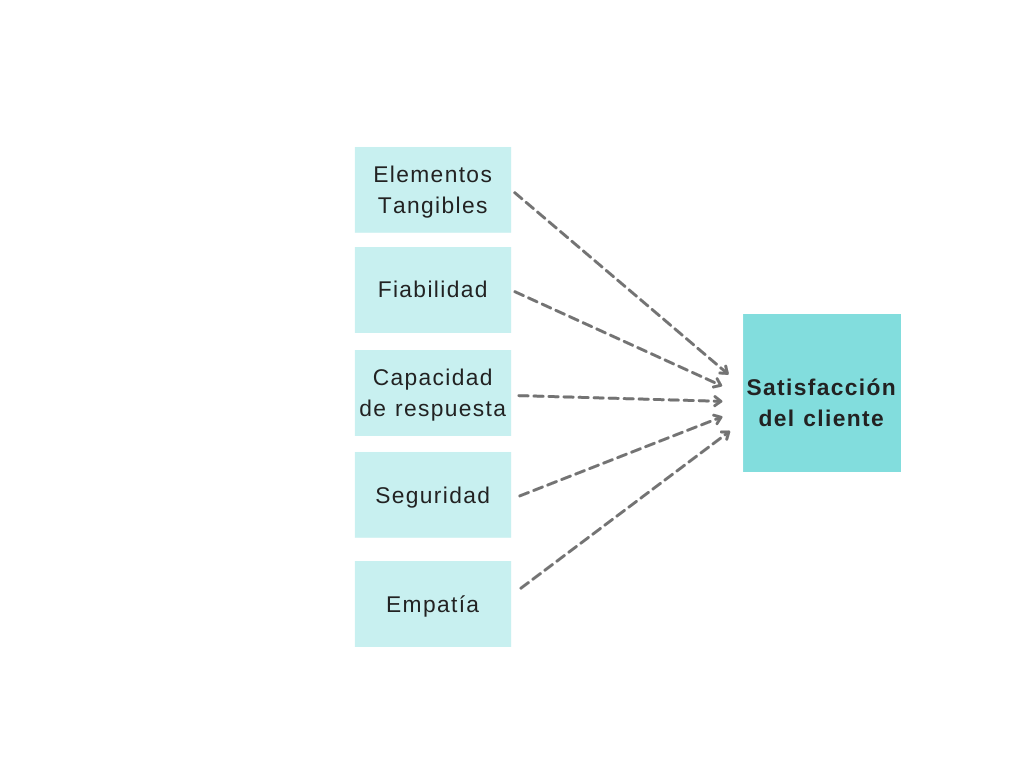 Elementos
Tangibles
Fiabilidad
Capacidad
de respuesta
Seguridad
Empatía
Satisfacción
del cliente